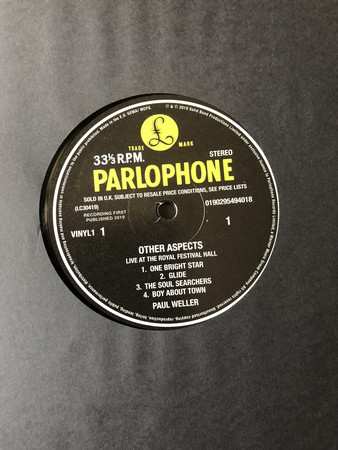 TRADE MARK
£
33⅓ R.P.M.
STEREO
PARLOPHONE
SOLD IN U.K. SUBJECT TO RESALE PRICE CONDITIONS, SEE PRICE LISTS
(LC30419)
0190295494018
RECORDING FIRST
PUBLISHED 2019
VINYL1 1
1
OTHER ASPECTS
LIVE AT THE ROYAL FESTIVAL HALL
1. ONE BRIGHT STAR
2. GLIDE
3. THE SOUL SEARCHERS
4. BOY ABOUT TOWN
PAUL WELLER